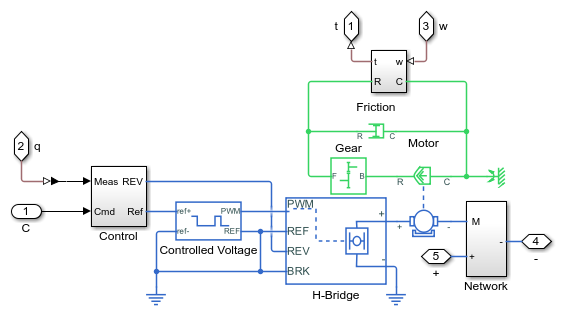 t 1 3 w
t w
R C
Friction
R C
Motor
Gear
2 q
F B R C
Meas REV
1
C
Cmd Ref
Control
ref+ PWM
ref- REF
Controlled Voltage
PWM
REF
REV
BRK
+
-
H-Bridge
+ -
M
-
+
Network
4
-
5
+